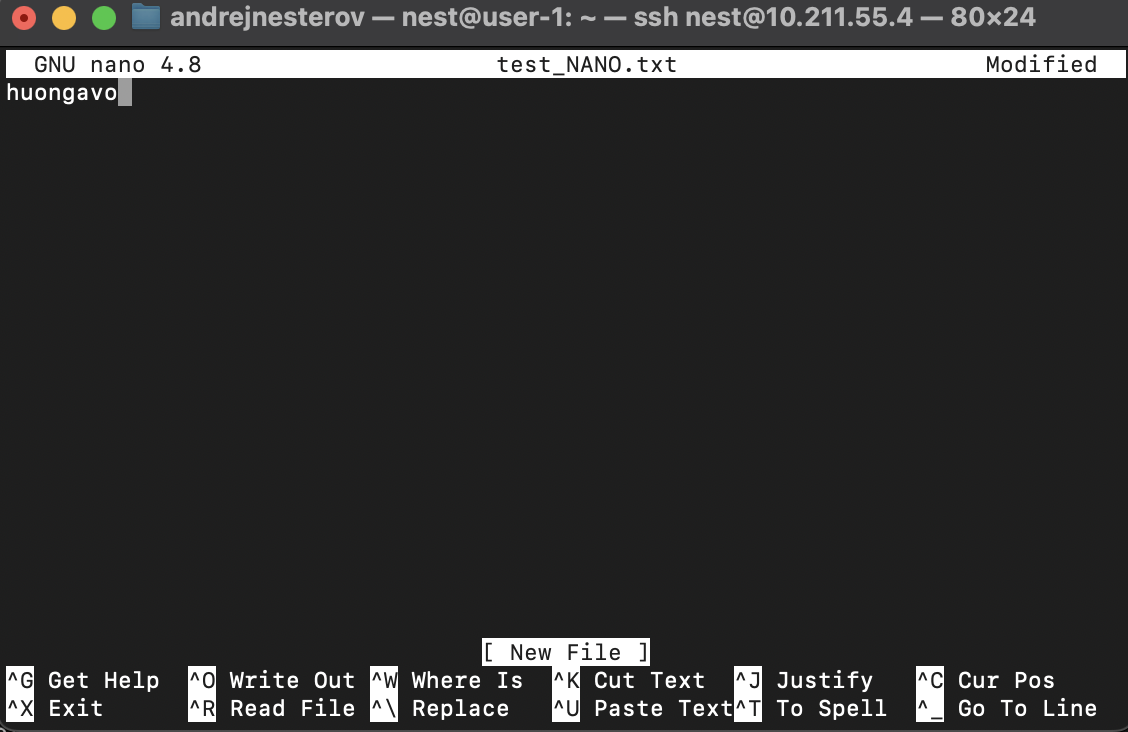 andrejnesterov — nest@user-1: ~ — ssh nest@10.211.55.4 — 80×24
GNU nano 4.8 test_NANO.txt Modified
huongavo
[ New File ]
^G Get Help ^O Write Out ^W Where Is ^K Cut Text ^J Justify ^C Cur Pos
^X Exit ^R Read File ^\ Replace ^U Paste Text ^T To Spell ^_ Go To Line